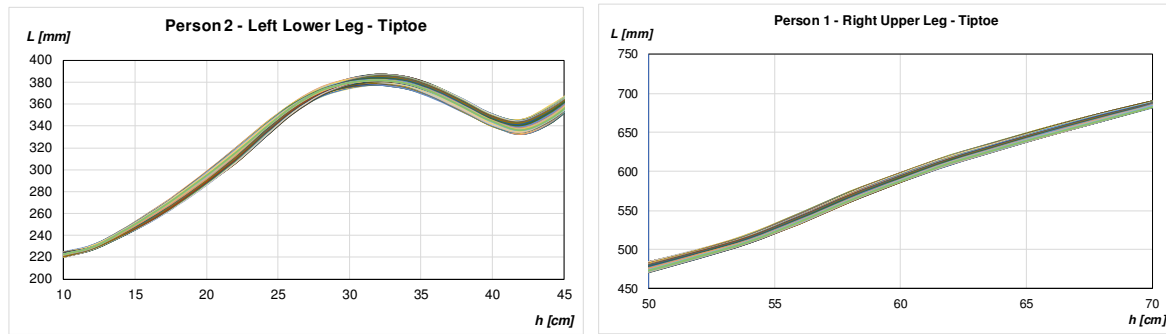 Person 2 - Left Lower Leg - Tiptoe
L [mm]
400
380
360
340
320
300
280
260
240
220
200
10 15 20 25 30 35 40 45
h [cm]
Person 1 - Right Upper Leg - Tiptoe
L [mm]
750
700
650
600
550
500
450
50 55 60 65 70
h [cm]